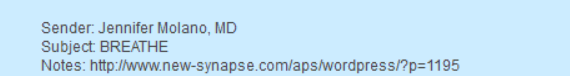 Sender: Jennifer Molano, MD
Subject: BREATHE
Notes: http://www.new-synapse.com/aps/wordpress/?p=1195